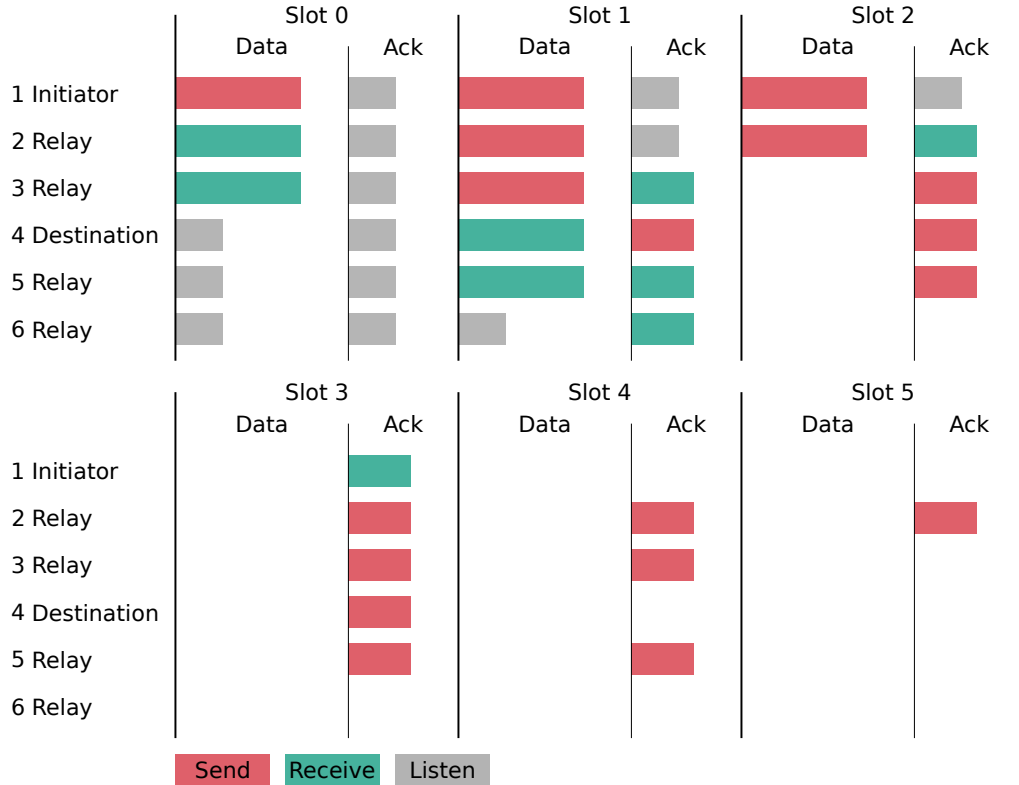 Slot 0 Slot 1 Slot 2
Data Ack Data Ack Data Ack
1 Initiator
2 Relay
3 Relay
4 Destination
5 Relay
6 Relay
Slot 3 Slot 4 Slot 5
Data Ack Data Ack Data Ack
1 Initiator
2 Relay
3 Relay
4 Destination
5 Relay
6 Relay
Send Receive Listen